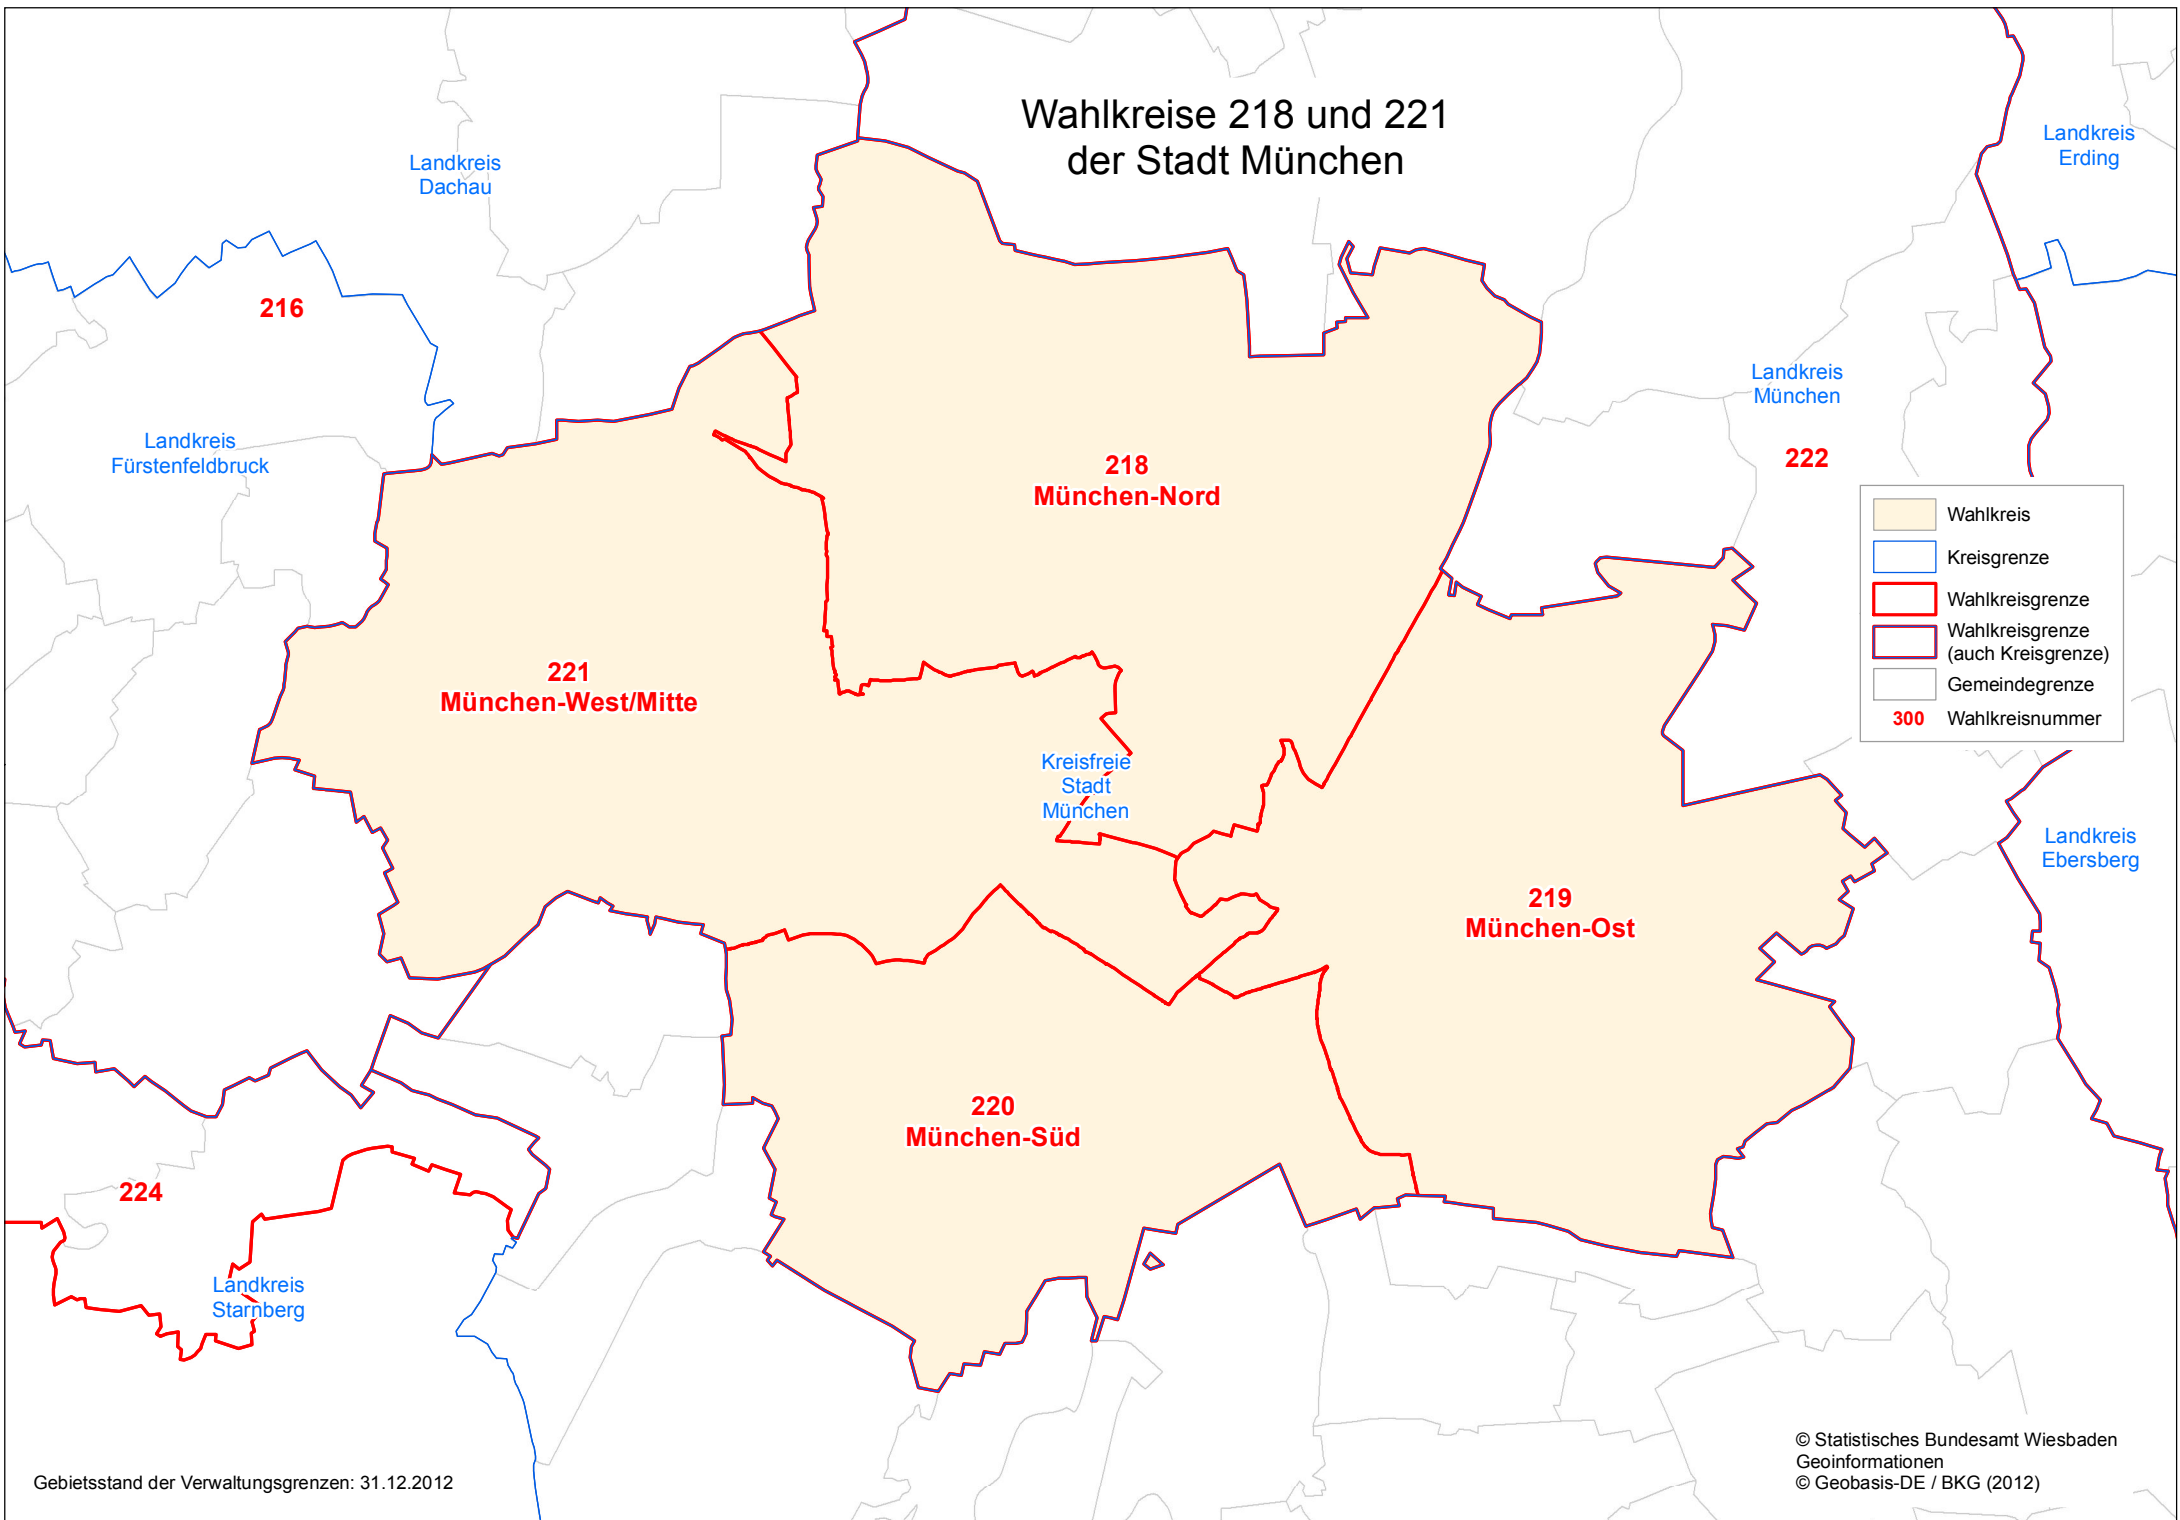 Wahlkreise 218 und 221
der Stadt München
Landkreis
Dachau
Landkreis
Erding
216
Landkreis
München
222
Landkreis
Fürstenfeldbruck
218
München-Nord
Wahlkreis
Kreisgrenze
Wahlkreisgrenze
Wahlkreisgrenze
(auch Kreisgrenze)
Gemeindegrenze
300 Wahlkreisnummer
221
München-West/Mitte
Kreisfreie
Stadt
München
Landkreis
Ebersberg
219
München-Ost
220
München-Süd
224
Landkreis
Starnberg
Gebietsstand der Verwaltungsgrenzen: 31.12.2012
© Statistisches Bundesamt Wiesbaden
Geoinformationen
© Geobasis-DE / BKG (2012)